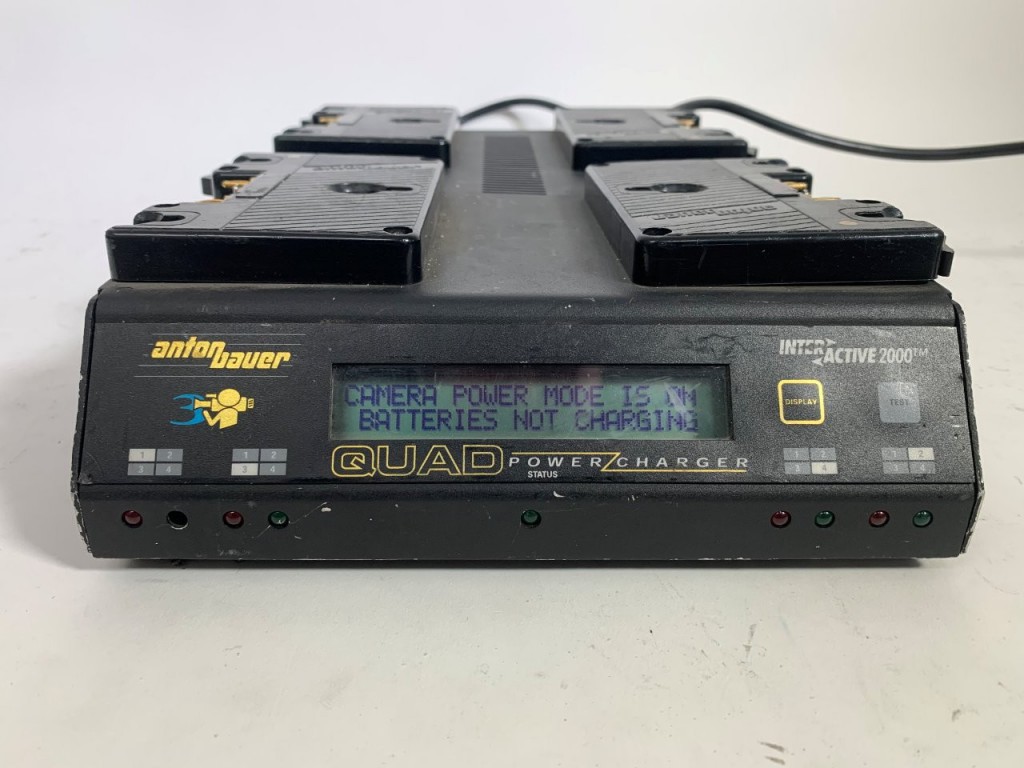 anton bauer
INTERACTIVE 2000™
CAMERA POWER MODE IS ON
BATTERIES NOT CHARGING
DISPLAY
TEST
QUAD POWER CHARGER
STATUS
1 2
3 4
1 2
3 4
1 2
3 4
1 2
3 4